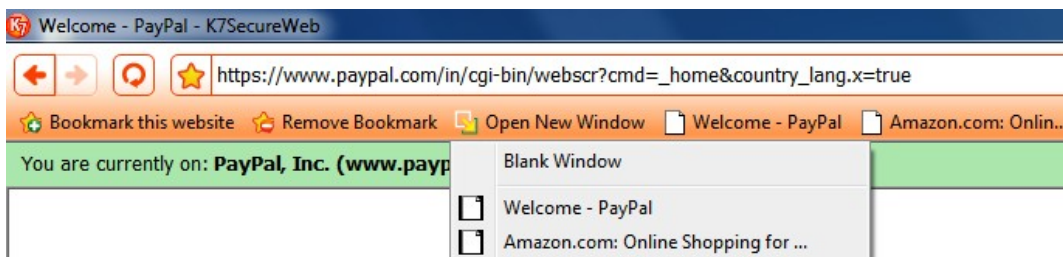 K7 Welcome - PayPal - K7SecureWeb
https://www.paypal.com/in/cgi-bin/webscr?cmd=_home&country_lang.x=true
Bookmark this website Remove Bookmark Open New Window Welcome - PayPal Amazon.com: Onlin...
You are currently on: PayPal, Inc. (www.payp
Blank Window
Welcome - PayPal
Amazon.com: Online Shopping for ...